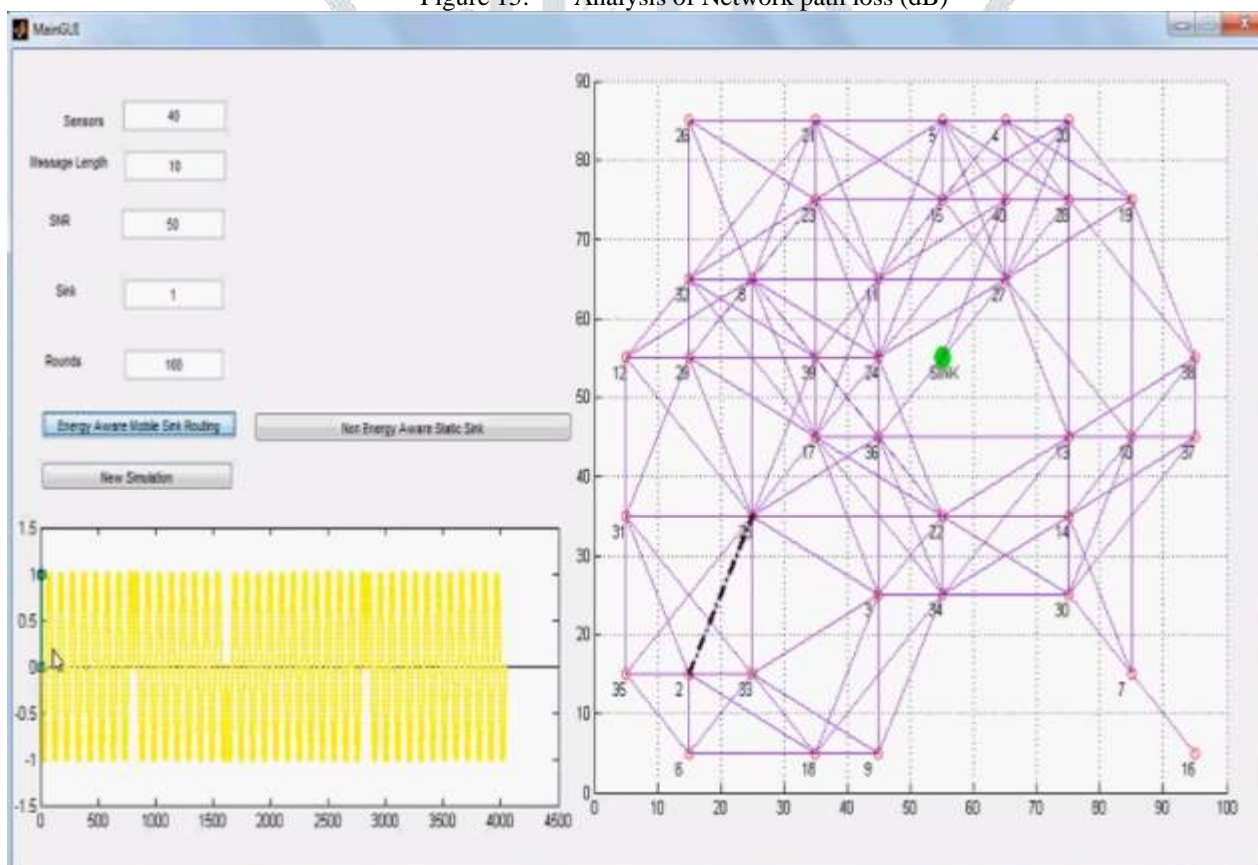 Figure 13. Analysis of Network path loss (dB)
MainGUI
Sensors 40
Message Length 10
SNR 50
Sink 1
Rounds 100
Energy Aware Mobile Sink Routing
Non Energy Aware Static Sink
New Simulation
1.5
1
0.5
0
-0.5
-1
-1.5
0 500 1000 1500 2000 2500 3000 3500 4000 4500
90
80
70
60
50
40
30
20
10
0
26 21 5 4 20
23 15 40 28 19
32 8 11 27
12 29 39 24 SINK 38
17 36 13 10 37
31 22 14
3 34 30
35 2 33 7
6 18 9 16
0 10 20 30 40 50 60 70 80 90 100